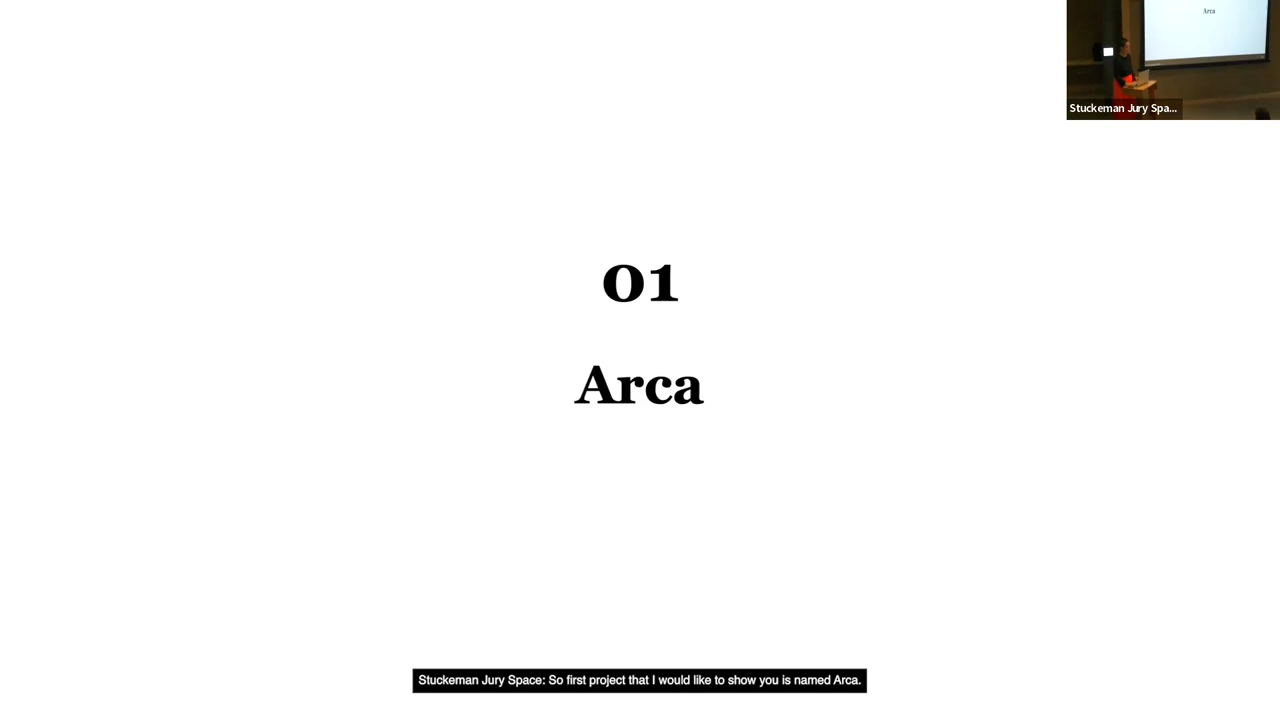 Arca
Stuckeman Jury Spa...
01
Arca
Stuckeman Jury Space: So first project that I would like to show you is named Arca.